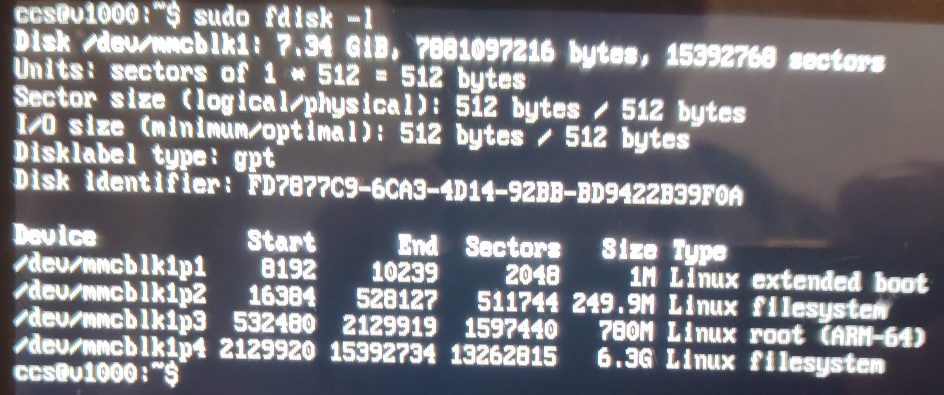 ccs@v1000:~$ sudo fdisk -l
Disk /dev/mmcblk1: 7.34 GiB, 7881097216 bytes, 15392768 sectors
Units: sectors of 1 * 512 = 512 bytes
Sector size (logical/physical): 512 bytes / 512 bytes
I/O size (minimum/optimal): 512 bytes / 512 bytes
Disklabel type: gpt
Disk identifier: FD7877C9-6CA3-4D14-92BB-BD9422B39F0A
Device Start End Sectors Size Type
/dev/mmcblk1p1 8192 10239 2048 1M Linux extended boot
/dev/mmcblk1p2 16384 528127 511744 249.9M Linux filesystem
/dev/mmcblk1p3 532480 2129919 1597440 780M Linux root (ARM-64)
/dev/mmcblk1p4 2129920 15392734 13262815 6.3G Linux filesystem
ccs@v1000:~$